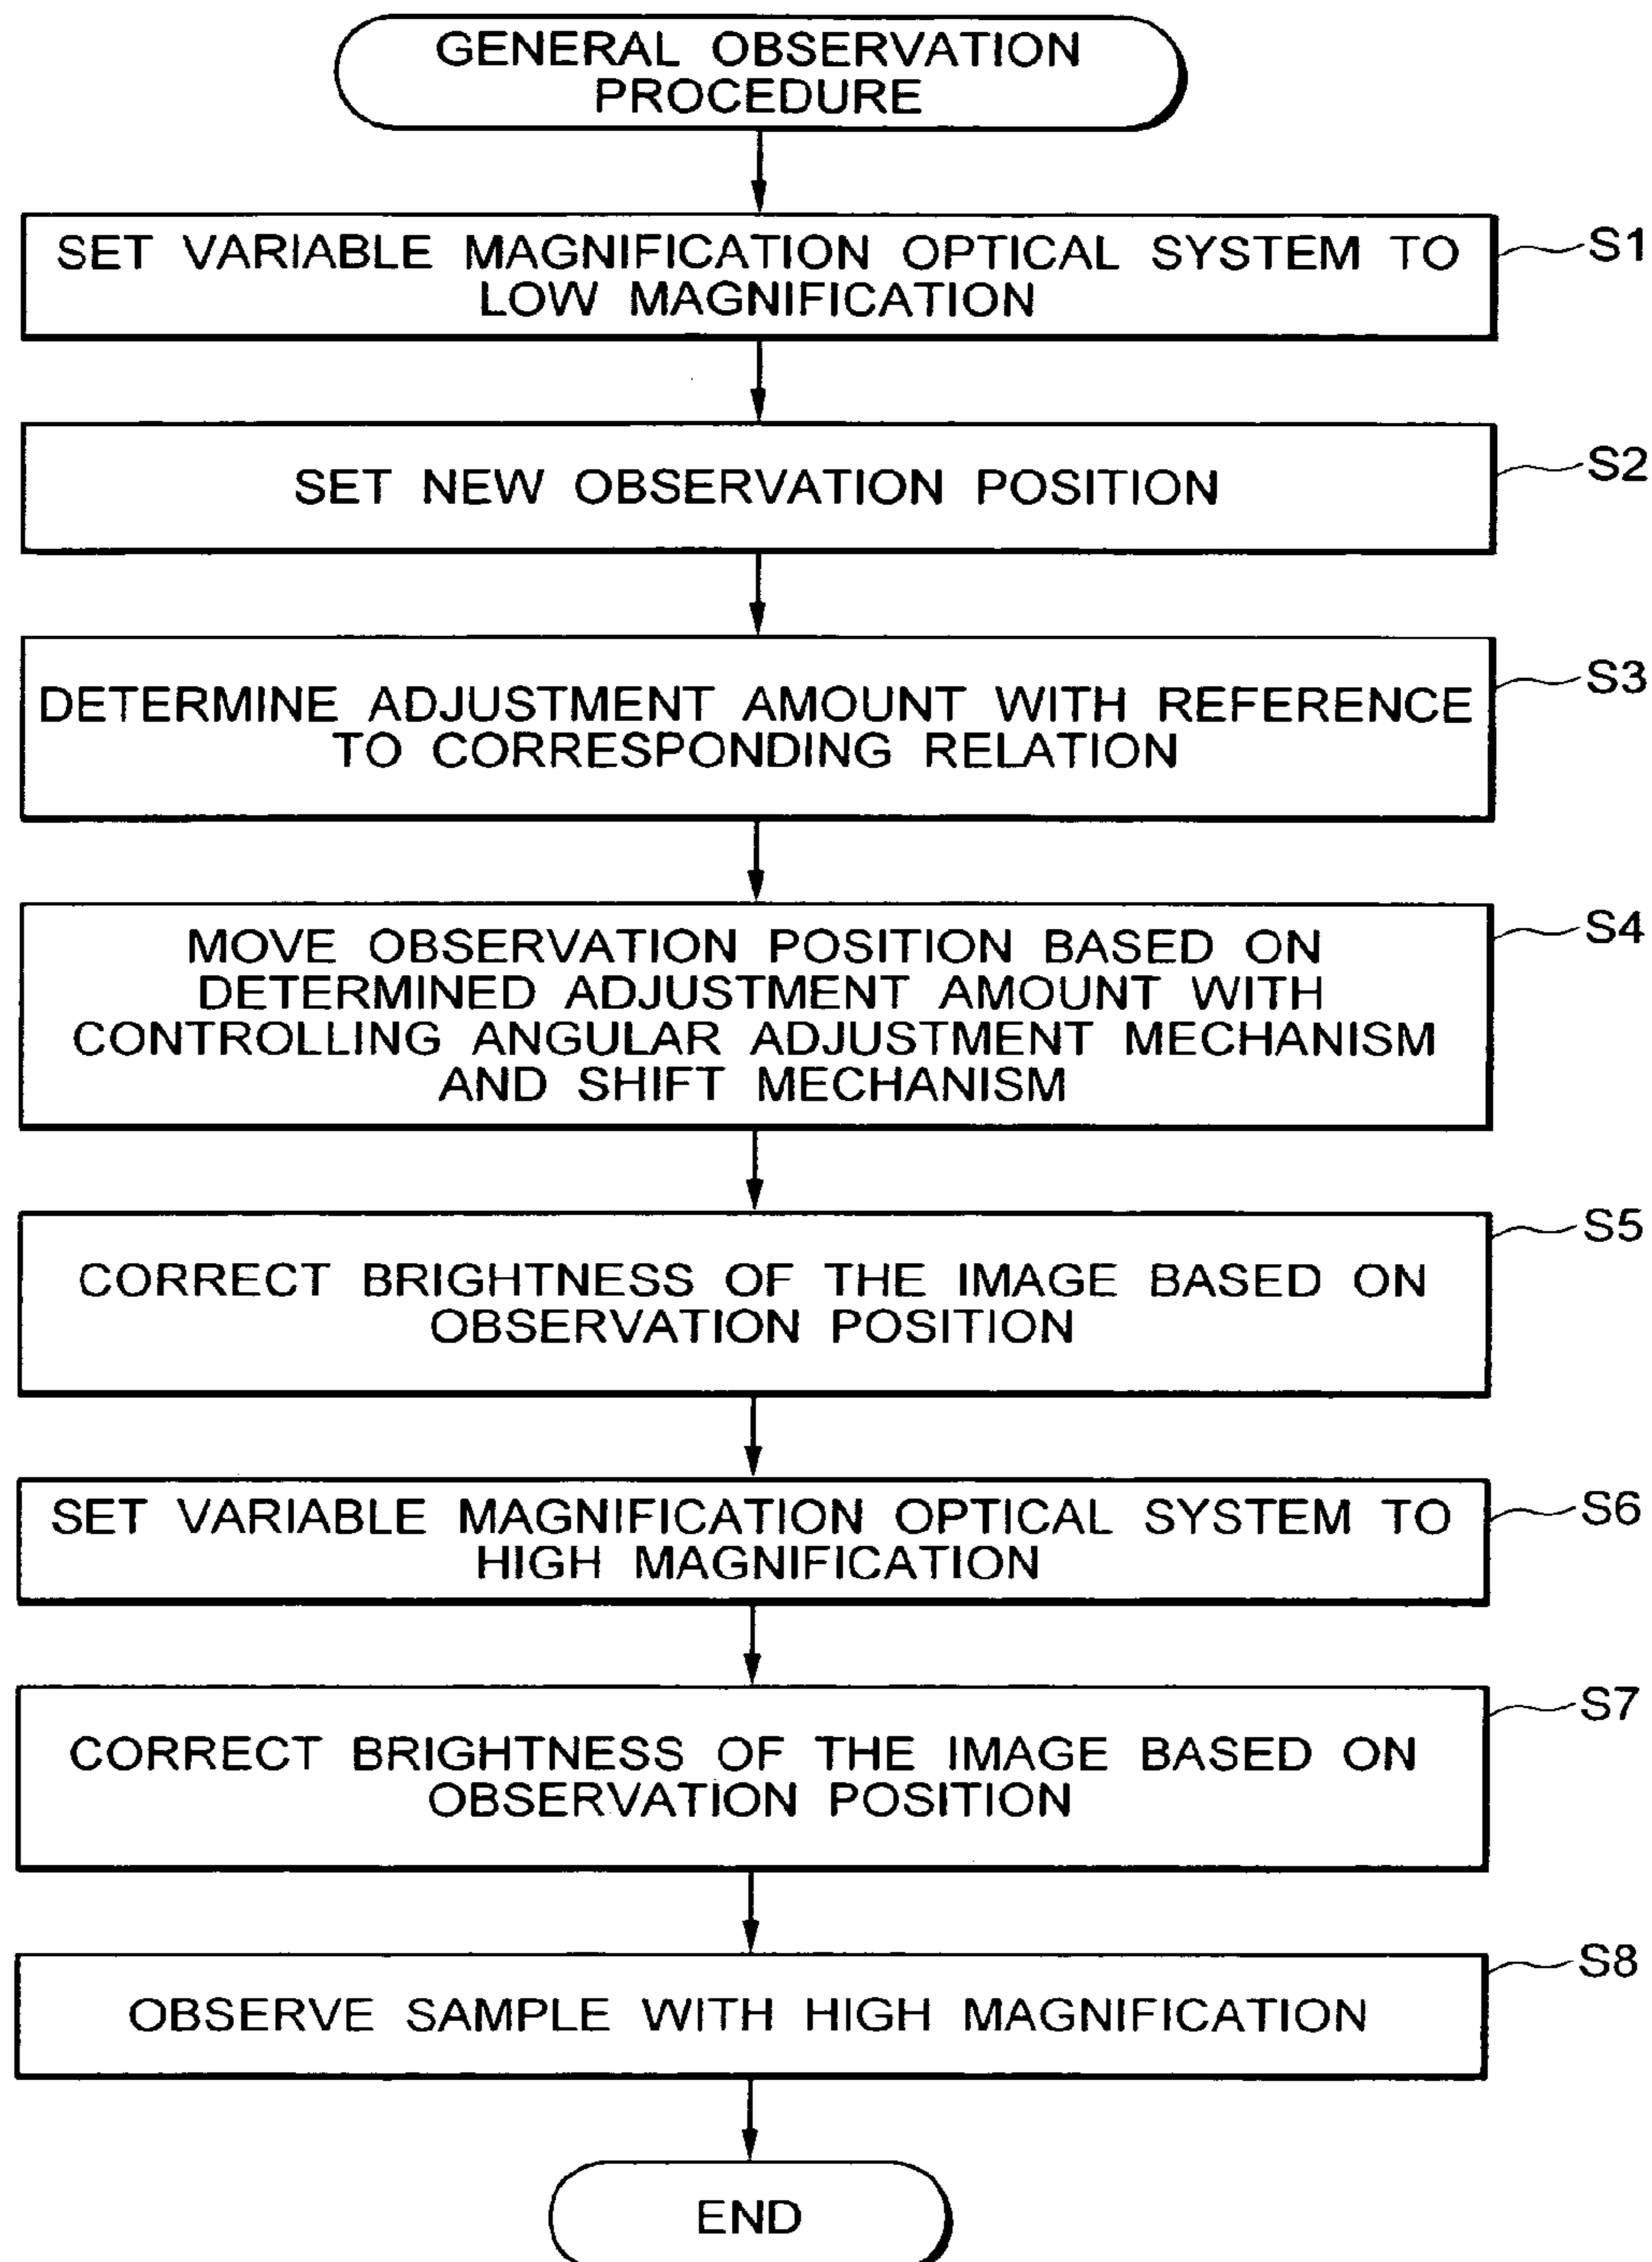 GENERAL OBSERVATION
PROCEDURE
SET VARIABLE MAGNIFICATION OPTICAL SYSTEM TO
LOW MAGNIFICATION
S1
SET NEW OBSERVATION POSITION
S2
DETERMINE ADJUSTMENT AMOUNT WITH REFERENCE
TO CORRESPONDING RELATION
S3
MOVE OBSERVATION POSITION BASED ON
DETERMINED ADJUSTMENT AMOUNT WITH
CONTROLLING ANGULAR ADJUSTMENT MECHANISM
AND SHIFT MECHANISM
S4
CORRECT BRIGHTNESS OF THE IMAGE BASED ON
OBSERVATION POSITION
S5
SET VARIABLE MAGNIFICATION OPTICAL SYSTEM TO
HIGH MAGNIFICATION
S6
CORRECT BRIGHTNESS OF THE IMAGE BASED ON
OBSERVATION POSITION
S7
OBSERVE SAMPLE WITH HIGH MAGNIFICATION
S8
END